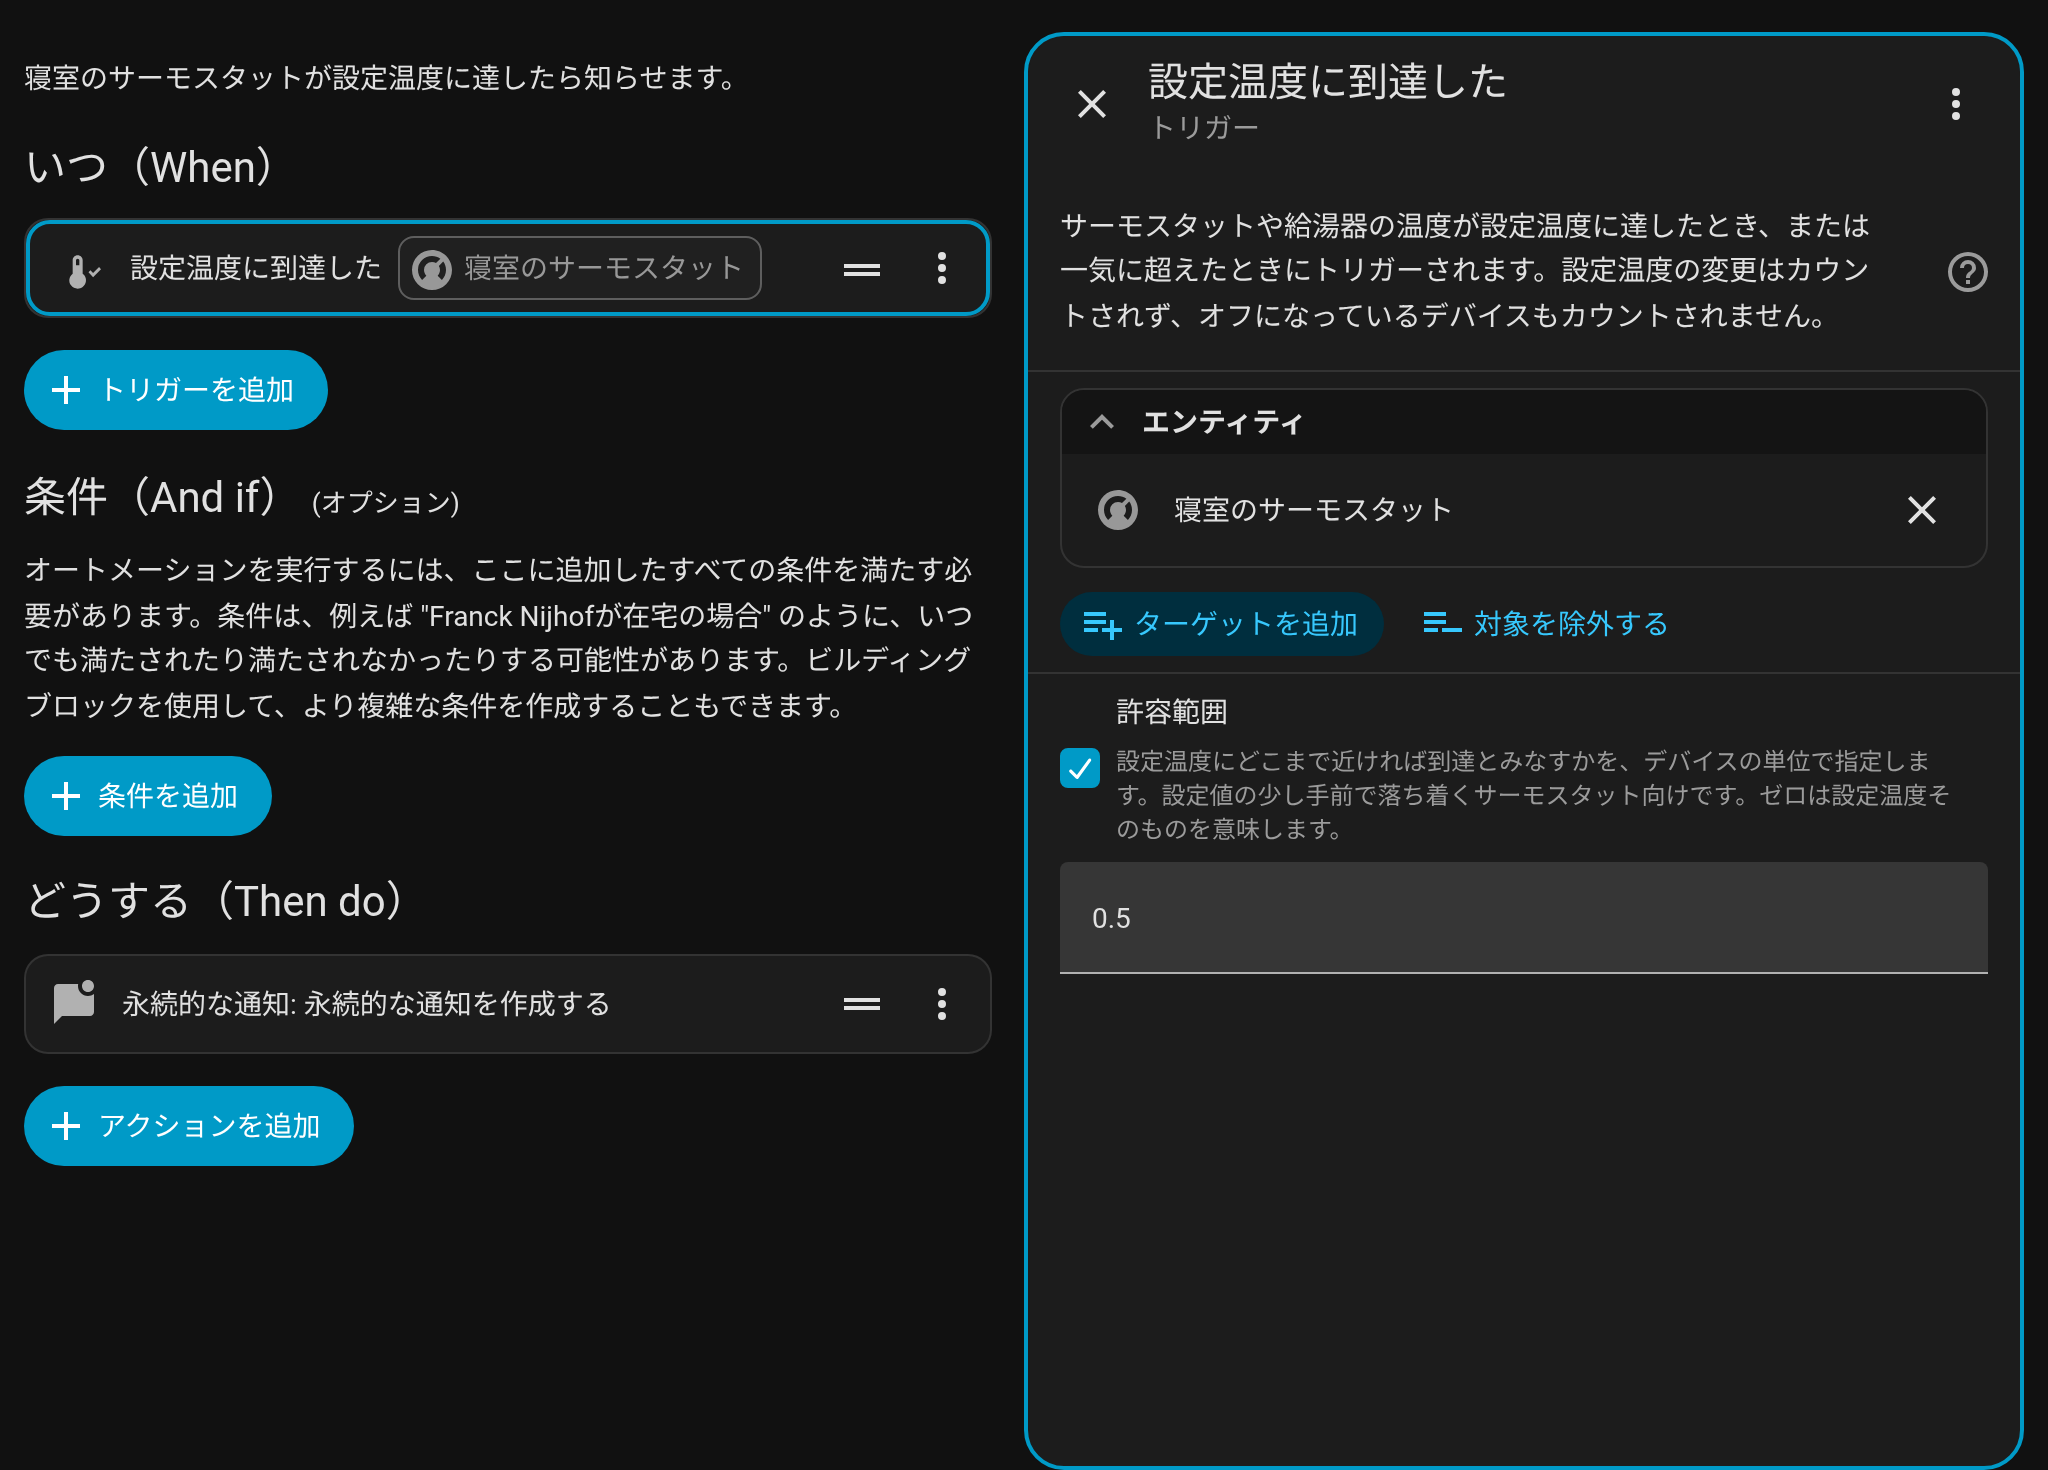 寝室のサーモスタットが設定温度に達したら知らせます。
いつ（When）
設定温度に到達した 寝室のサーモスタット
トリガーを追加
条件（And if） (オプション)
オートメーションを実行するには、ここに追加したすべての条件を満たす必
要があります。条件は、例えば "Franck Nijhofが在宅の場合" のように、いつ
でも満たされたり満たされなかったりする可能性があります。ビルディング
ブロックを使用して、より複雑な条件を作成することもできます。
条件を追加
どうする（Then do）
永続的な通知: 永続的な通知を作成する
アクションを追加
設定温度に到達した
トリガー
サーモスタットや給湯器の温度が設定温度に達したとき、または
一気に超えたときにトリガーされます。設定温度の変更はカウン
トされず、オフになっているデバイスもカウントされません。
エンティティ
寝室のサーモスタット
ターゲットを追加 対象を除外する
許容範囲
設定温度にどこまで近ければ到達とみなすかを、デバイスの単位で指定しま
す。設定値の少し手前で落ち着くサーモスタット向けです。ゼロは設定温度そ
のものを意味します。
0.5